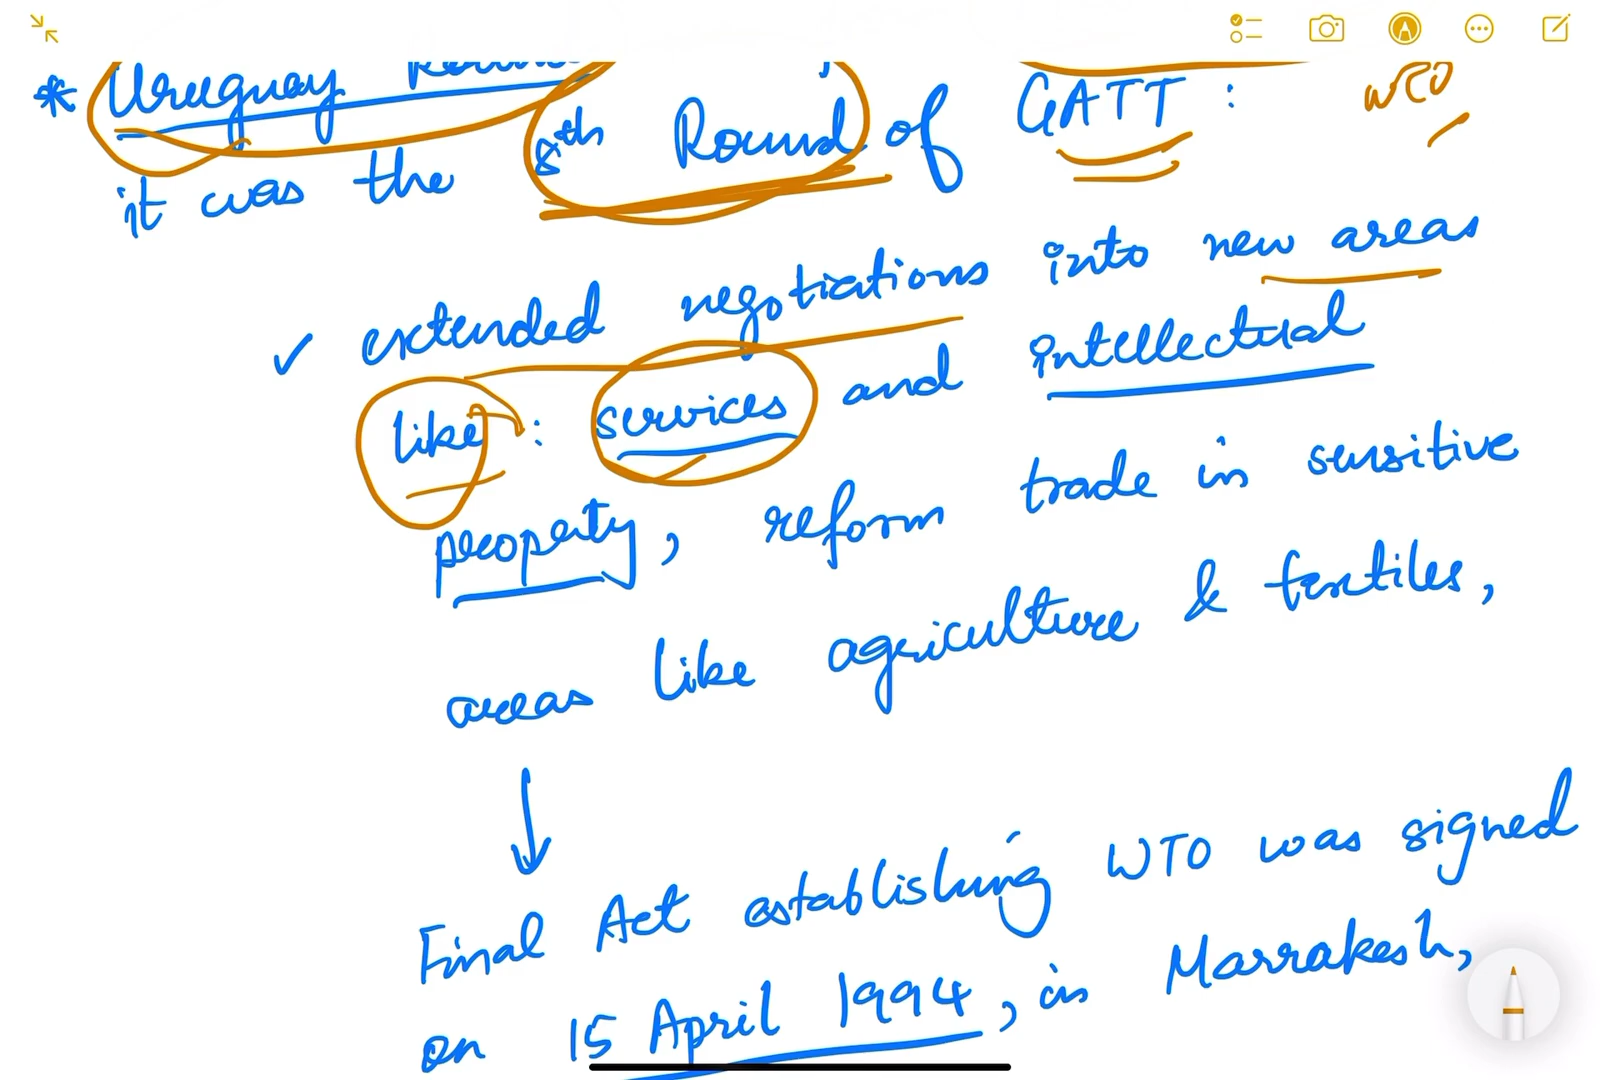 * Uruguay Round
it was the 8th Round of GATT : WTO
✓ extended negotiations into new areas
like : services and intellectual
property, reform trade in sensitive
areas like agriculture & textiles,
↓
Final Act establishing WTO was signed
on 15 April 1994, in Marrakesh,